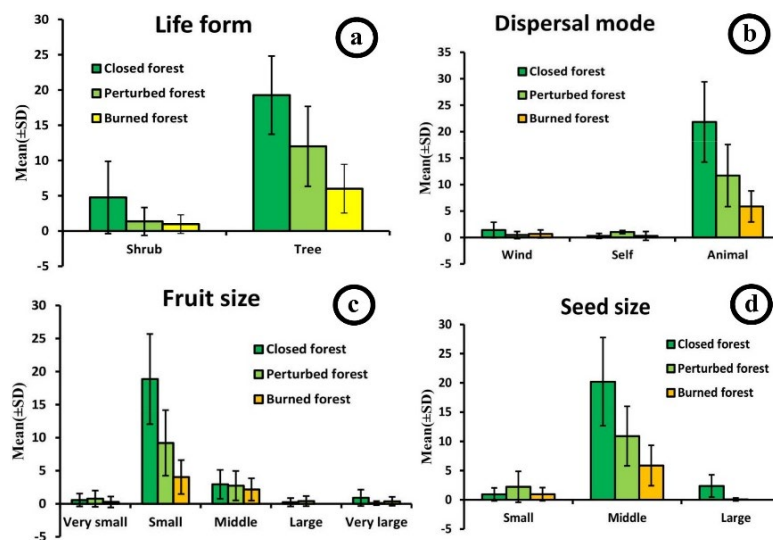 Life form
a
Closed forest
Perturbed forest
Burned forest
Mean(±SD)
30
25
20
15
10
5
0
-5
Shrub Tree
Dispersal mode
b
Closed forest
Perturbed forest
Burned forest
Mean(±SD)
35
30
25
20
15
10
5
0
-5
Wind Self Animal
Fruit size
c
Closed forest
Perturbed forest
Burned forest
Mean(±SD)
30
25
20
15
10
5
0
-5
Very small Small Middle Large Very large
Seed size
d
Closed forest
Perturbed forest
Burned forest
Mean(±SD)
30
25
20
15
10
5
0
-5
Small Middle Large